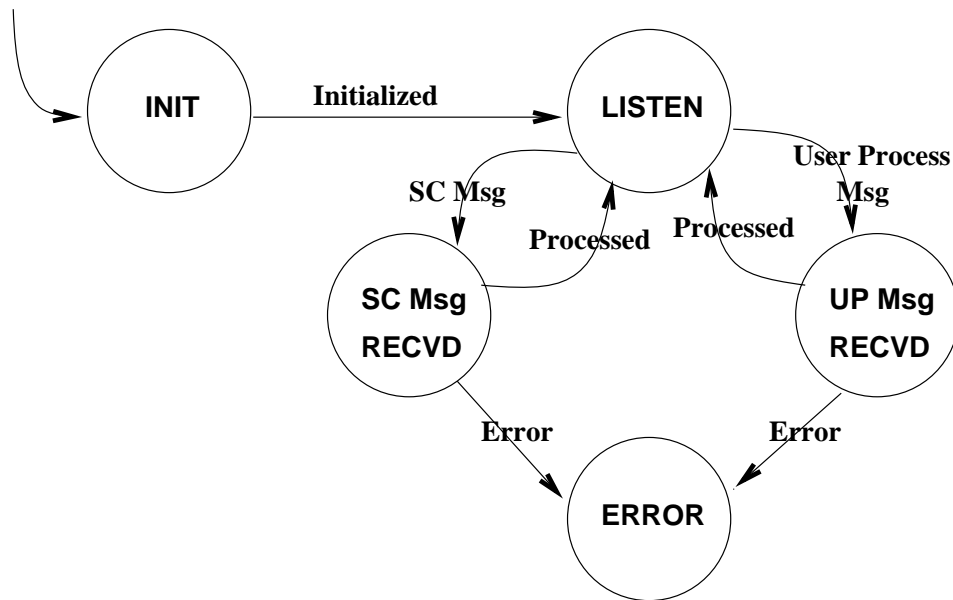 INIT
Initialized
LISTEN
User Process
Msg
SC Msg
Processed
Processed
SC Msg
RECVD
UP Msg
RECVD
Error
Error
ERROR